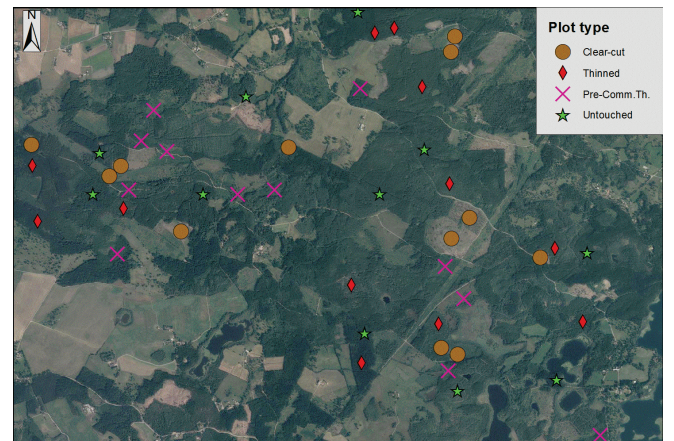 N
Plot type
Clear-cut
Thinned
Pre-Comm.Th.
Untouched